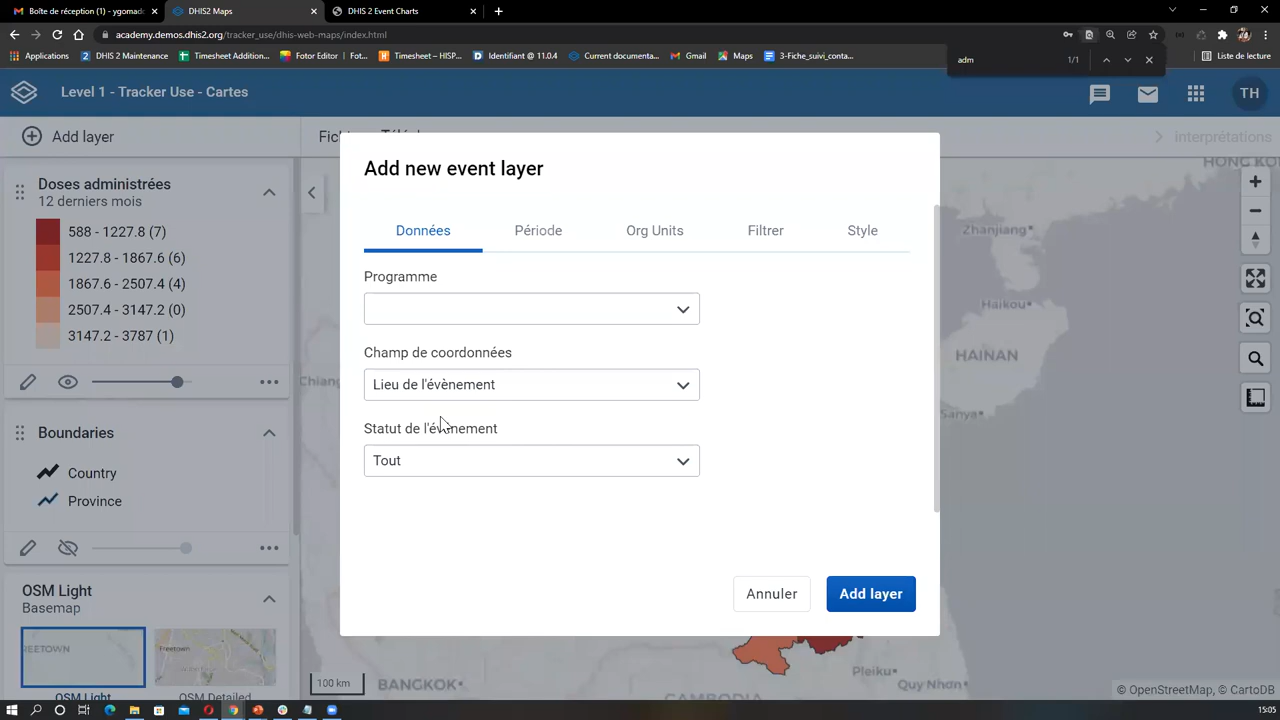 Boîte de réception (1) - ygomad
DHIS2 Maps
DHIS 2 Event Charts
academy.demos.dhis2.org/tracker_use/dhis-web-maps/index.html
Applications
DHIS 2 Maintenance
Timesheet Addition...
Fotor Editor | Fot...
Timesheet – HISP...
Identifiant @ 11.0.4
Current documenta...
Gmail
Maps
3-Fiche_suivi_conta...
Liste de lecture
adm
1/1
Level 1 - Tracker Use - Cartes
TH
Add layer
interprétations
Doses administrées
12 derniers mois
588 - 1227.8 (7)
1227.8 - 1867.6 (6)
1867.6 - 2507.4 (4)
2507.4 - 3147.2 (0)
3147.2 - 3787 (1)
Boundaries
Country
Province
OSM Light
Basemap
REETOWN
Freetown
OSM Light
OSM Detailed
Add new event layer
Données
Période
Org Units
Filtrer
Style
Programme
Champ de coordonnées
Lieu de l'évènement
Statut de l'évènement
Tout
Annuler
Add layer
HONG KO
Zhanjiang
Haikou
HAINAN
Sanya
Chiang
Pleiku
Quy Nhơn
BANGKOK
CAMBODIA
100 km
© OpenStreetMap, © CartoDB
15:05